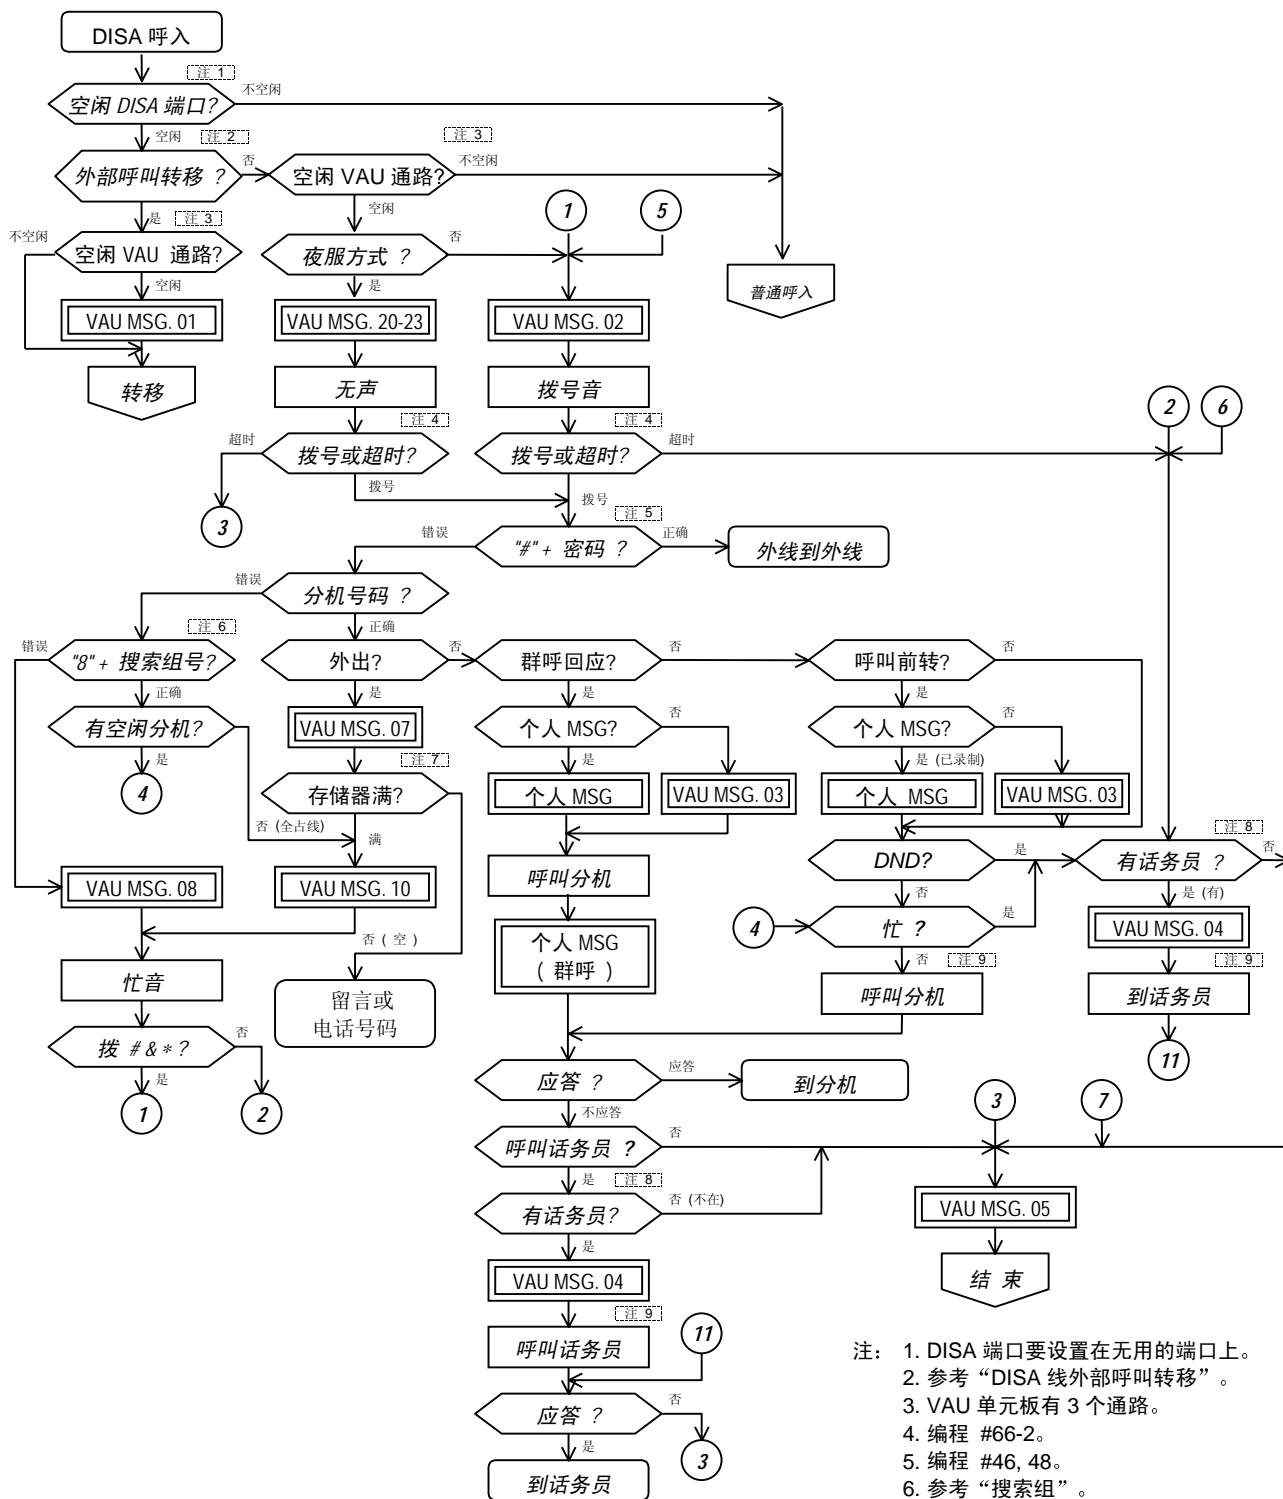 DISA 呼入
注 1
空闲 DISA 端口?
不空闲
空闲
注 2
注 3
外部呼叫转移 ?
否
空闲 VAU 通路?
不空闲
是
注 3
空闲
1
5
不空闲
空闲 VAU 通路?
夜服方式 ?
否
普通呼入
空闲
是
VAU MSG. 01
VAU MSG. 20-23
VAU MSG. 02
转移
无声
拨号音
2
6
注 4
注 4
超时
拨号或超时?
拨号或超时?
超时
拨号
拨号
3
注 5
错误
"#" + 密码 ?
正确
外线到外线
错误
分机号码 ?
正确
注 6
错误
"8" + 搜索组号?
外出?
否
群呼回应?
否
呼叫前转?
否
正确
是
是
是
有空闲分机?
VAU MSG. 07
个人 MSG?
否
个人 MSG?
否
是
注 7
是
是 (已录制)
4
存储器满?
个人 MSG
VAU MSG. 03
个人 MSG
VAU MSG. 03
否 (全占线)
满
注 8
DND?
是
有话务员 ?
否
VAU MSG. 08
VAU MSG. 10
呼叫分机
否
是 (有)
4
忙 ?
是
VAU MSG. 04
否 ( 空 )
个人 MSG
( 群呼 )
否
注 9
注 9
忙音
留言或
电话号码
呼叫分机
到话务员
拨 # & * ?
否
11
是
应答 ?
应答
到分机
1
2
不应答
3
7
呼叫话务员 ?
否
是
注 8
有话务员?
否 (不在)
VAU MSG. 05
是
VAU MSG. 04
结 束
注 9
呼叫话务员
11
应答 ?
否
3
是
到话务员
注: 1. DISA 端口要设置在无用的端口上。
2. 参考“DISA 线外部呼叫转移”。
3. VAU 单元板有 3 个通路。
4. 编程 #66-2。
5. 编程 #46, 48。
6. 参考“搜索组”。